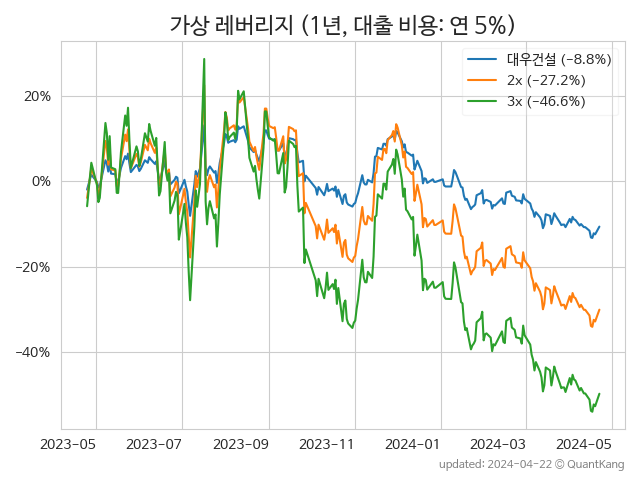 가상 레버리지 (1년, 대출 비용: 연 5%)
대우건설 (−8.8%)
2x (−27.2%)
3x (−46.6%)
20%
0%
−20%
−40%
2023−05 2023−07 2023−09 2023−11 2024−01 2024−03 2024−05
updated: 2024−04−22 © QuantKang